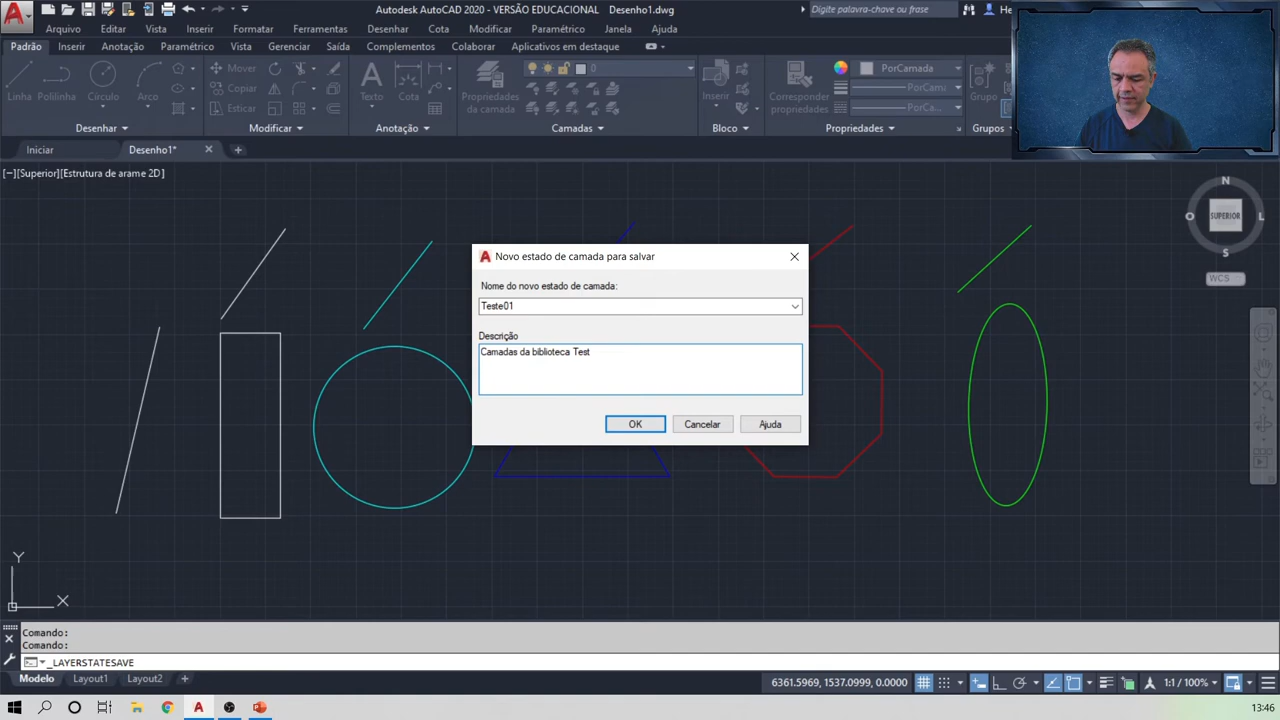 Autodesk AutoCAD 2020 - VERSÃO EDUCACIONAL Desenho1.dwg
Digite palavra-chave ou frase
He
Arquivo Editar Vista Inserir Formatar Ferramentas Desenhar Cota Modificar Paramétrico Janela Ajuda
Padrão Inserir Anotação Paramétrico Vista Gerenciar Saída Complementos Colaborar Aplicativos em destaque
Linha Polilinha Círculo Arco
Mover
Copiar
Esticar
Texto Cota
Propriedades da camada
0
Inserir
Corresponder propriedades
PorCamada
PorCamu
PorCa...
Grupo
Desenhar Modificar Anotação Camadas Bloco Propriedades Grupos
Iniciar Desenho1*
[−][Superior][Estrutura de arame 2D]
N
O SUPERIOR L
S
WCS
Novo estado de camada para salvar
Nome do novo estado de camada:
Teste01
Descrição
Camadas da biblioteca Test
OK Cancelar Ajuda
Y
X
Comando:
Comando:
_LAYERSTATESAVE
Modelo Layout1 Layout2 +
6361.5969, 1537.0999, 0.0000
1:1 / 100%
13:46